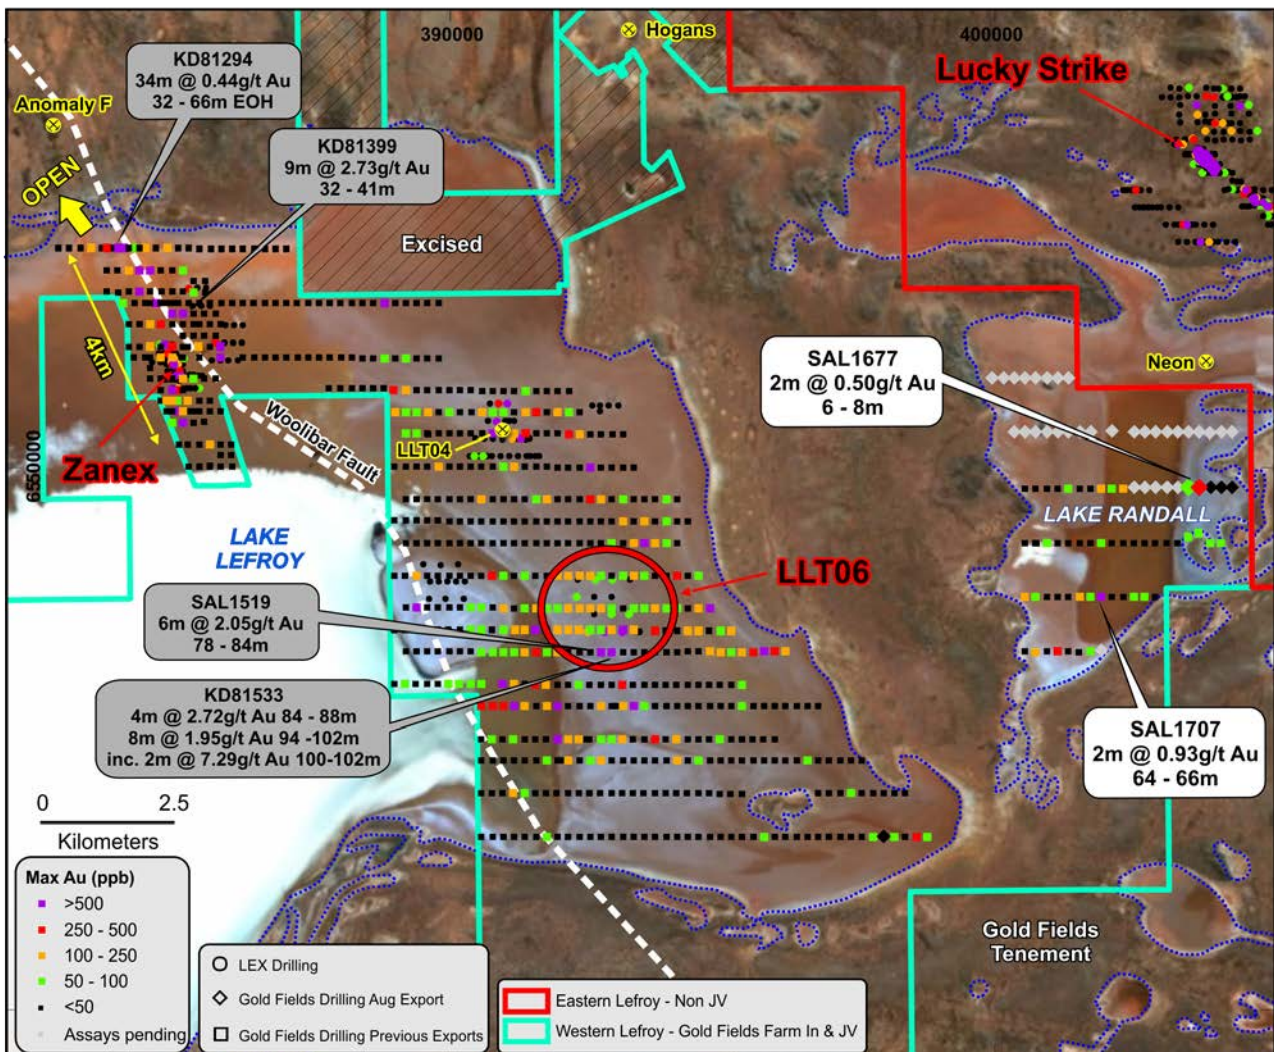 390000
400000
Hogans
Lucky Strike
KD81294
34m @ 0.44g/t Au
32 - 66m EOH
Anomaly F
KD81399
9m @ 2.73g/t Au
32 - 41m
OPEN
Excised
4km
SAL1677
2m @ 0.50g/t Au
6 - 8m
Neon
Woolibar Fault
LLT04
Zanex
6550000
LAKE RANDALL
LAKE
LEFROY
LLT06
SAL1519
6m @ 2.05g/t Au
78 - 84m
KD81533
4m @ 2.72g/t Au 84 - 88m
8m @ 1.95g/t Au 94 -102m
inc. 2m @ 7.29g/t Au 100-102m
SAL1707
2m @ 0.93g/t Au
64 - 66m
0 2.5
Kilometers
Max Au (ppb)
>500
250 - 500
100 - 250
50 - 100
<50
Assays pending
LEX Drilling
Gold Fields Drilling Aug Export
Gold Fields Drilling Previous Exports
Eastern Lefroy - Non JV
Western Lefroy - Gold Fields Farm In & JV
Gold Fields
Tenement